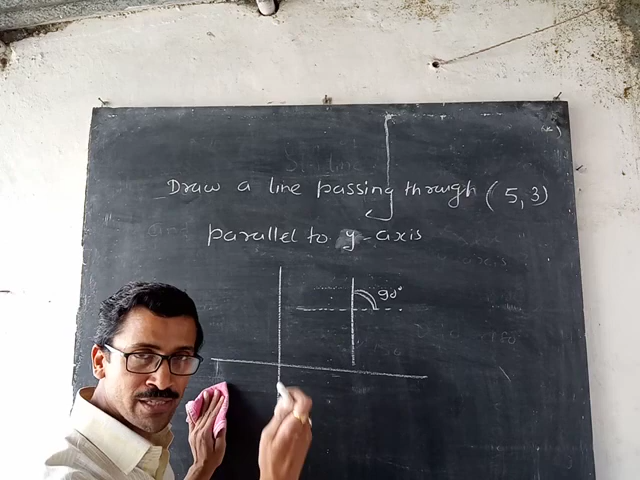 Draw a line passing through (5,3)
parallel to y-axis
90°